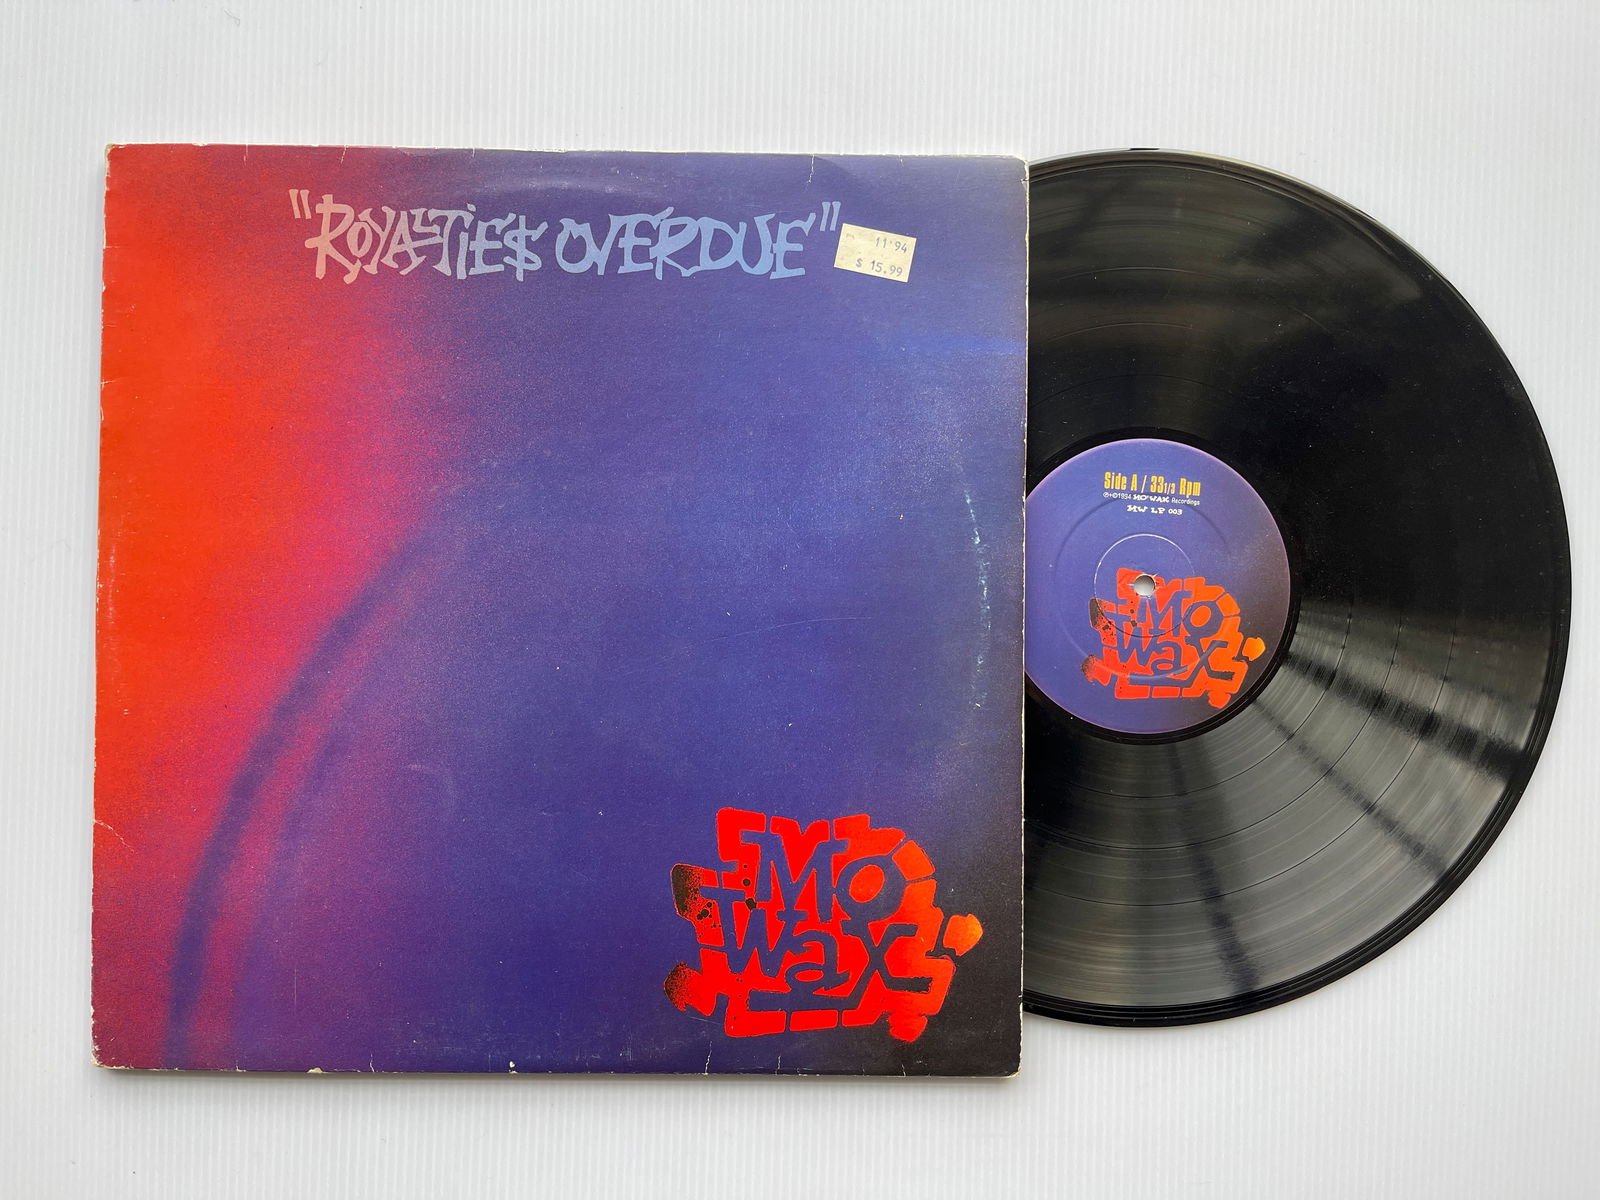 "ROYALTIE$ OVERDUE"
11'94
$ 15.99
Mo
wax
Side A / 33 1/3 Rpm
℗+©1994 MO'WAX Recordings
MW LP 003
Mo
wax